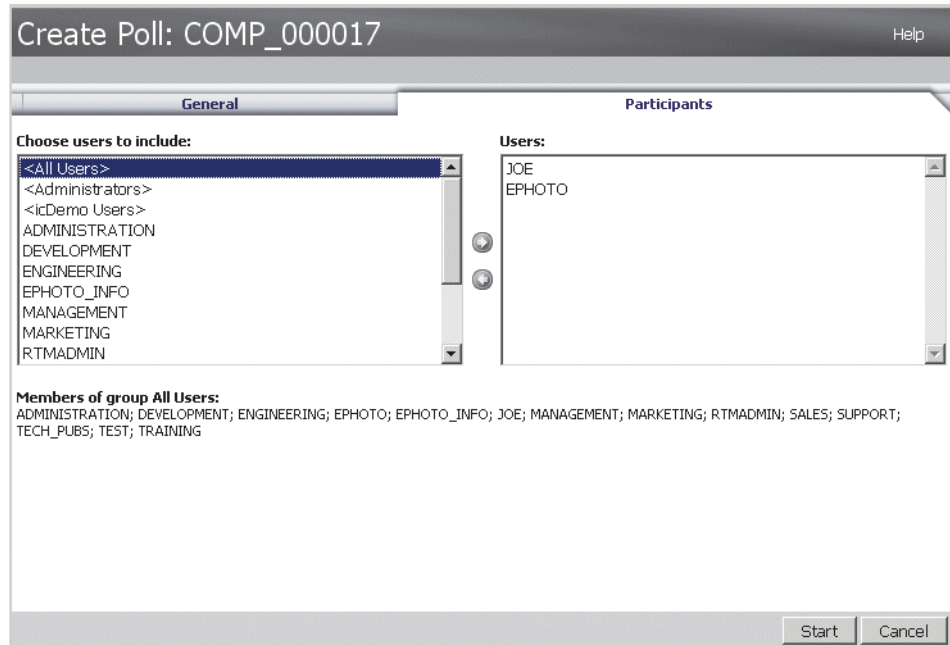 Create Poll: COMP_000017
Help
General
Participants
Choose users to include:
<All Users>
<Administrators>
<icDemo Users>
ADMINISTRATION
DEVELOPMENT
ENGINEERING
EPHOTO_INFO
MANAGEMENT
MARKETING
RTMADMIN
Users:
JOE
EPHOTO
Members of group All Users:
ADMINISTRATION; DEVELOPMENT; ENGINEERING; EPHOTO; EPHOTO_INFO; JOE; MANAGEMENT; MARKETING; RTMADMIN; SALES; SUPPORT;
TECH_PUBS; TEST; TRAINING
Start
Cancel